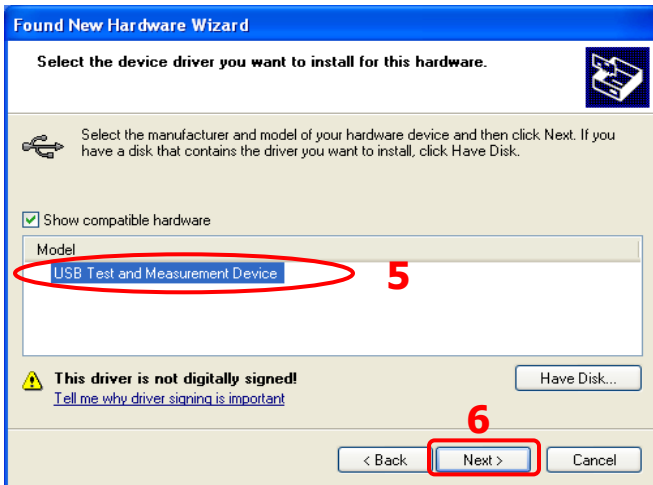 Found New Hardware Wizard
Select the device driver you want to install for this hardware.
Select the manufacturer and model of your hardware device and then click Next. If you
have a disk that contains the driver you want to install, click Have Disk.
Show compatible hardware
Model
USB Test and Measurement Device
5
This driver is not digitally signed!
Have Disk...
Tell me why driver signing is important
6
< Back
Next >
Cancel